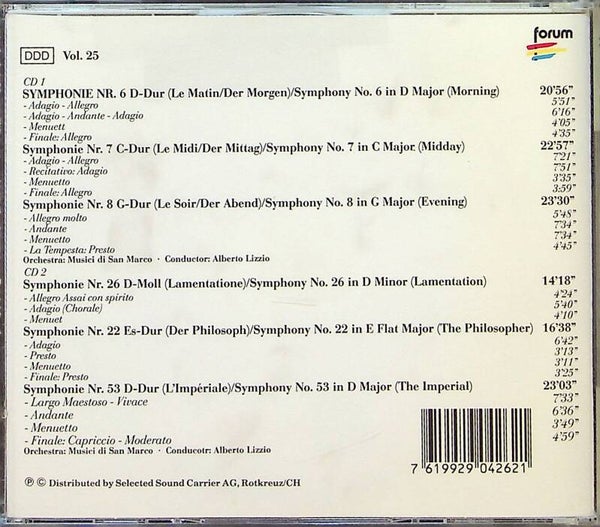 forum
DDD Vol. 25
CD 1
SYMPHONIE NR. 6 D-Dur (Le Matin/Der Morgen)/Symphony No. 6 in D Major (Morning) 20'56"
- Adagio - Allegro 5'51"
- Adagio - Andante - Adagio 6'16"
- Menuett 4'05"
- Finale: Allegro 4'35"
Symphonie Nr. 7 C-Dur (Le Midi/Der Mittag)/Symphony No. 7 in C Major (Midday) 22'57"
- Adagio - Allegro 7'21"
- Recitativo: Adagio 7'51"
- Menuetto 3'35"
- Finale: Allegro 3:59"
Symphonie Nr. 8 G-Dur (Le Soir/Der Abend)/Symphony No. 8 in G Major (Evening) 23'30"
- Allegro molto 5'48"
- Andante 7'34"
- Menuetto 7'34"
- La Tempesta: Presto 4'45"
Orchestra: Musici di San Marco · Conductor: Alberto Lizzio
CD 2
Symphonie Nr. 26 D-Moll (Lamentatione)/Symphony No. 26 in D Minor (Lamentation) 14'18"
- Allegro Assai con spirito 4'24"
- Adagio (Chorale) 5'40"
- Menuet 4'10"
Symphonie Nr. 22 Es-Dur (Der Philosoph)/Symphony No. 22 in E Flat Major (The Philosopher) 16'38"
- Adagio 6'42"
- Presto 3'13"
- Menuetto 3'11"
- Finale: Presto 3'25"
Symphonie Nr. 53 D-Dur (L'Impériale)/Symphony No. 53 in D Major (The Imperial) 23'03"
- Largo Maestoso - Vivace 7'33"
- Andante 6'36"
- Menuetto 3'49"
- Finale: Capriccio - Moderato 4'59"
Orchestra: Musici di San Marco · Conducotr: Alberto Lizzio
7 619929 042621
℗ © Distributed by Selected Sound Carrier AG, Rotkreuz/CH